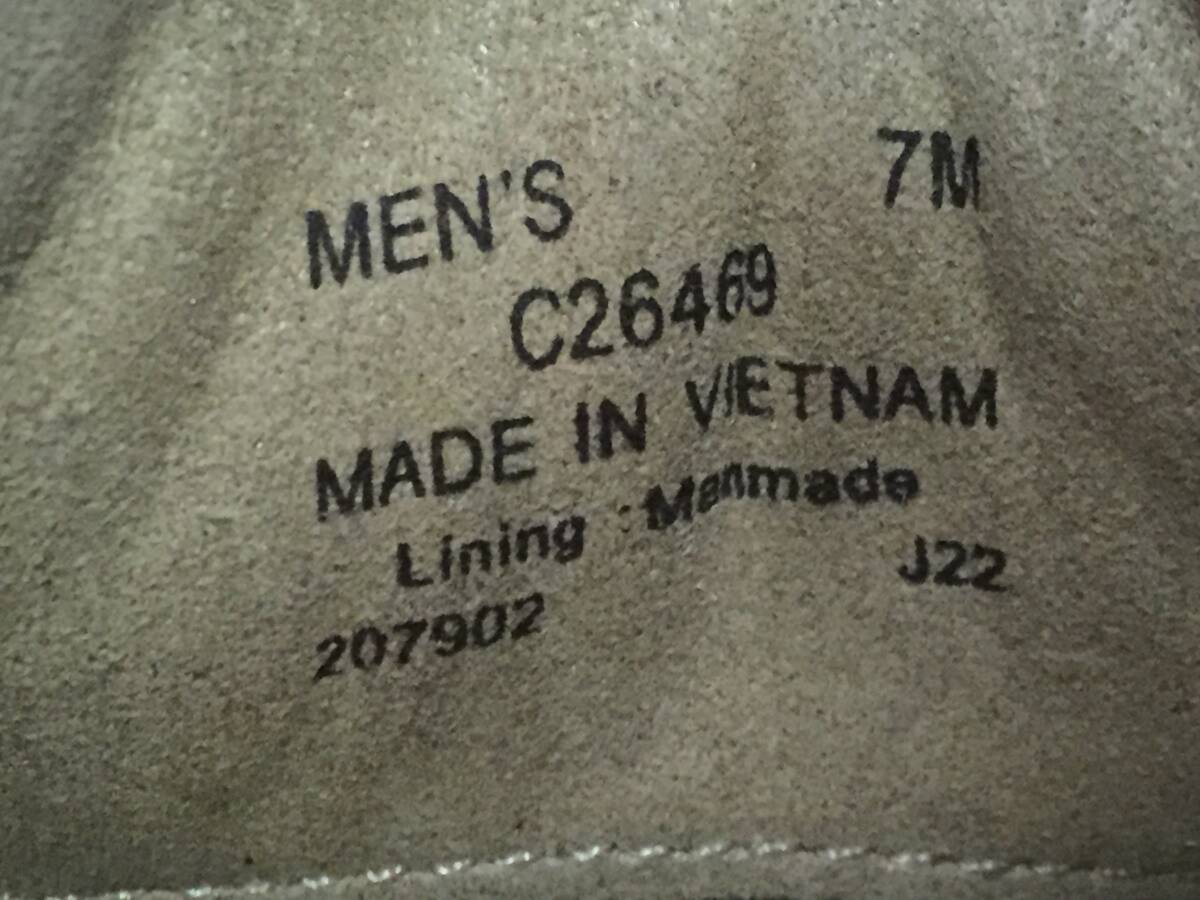 MEN'S 7M
C26469
MADE IN VIETNAM
Lining : Manmade
207902 J22